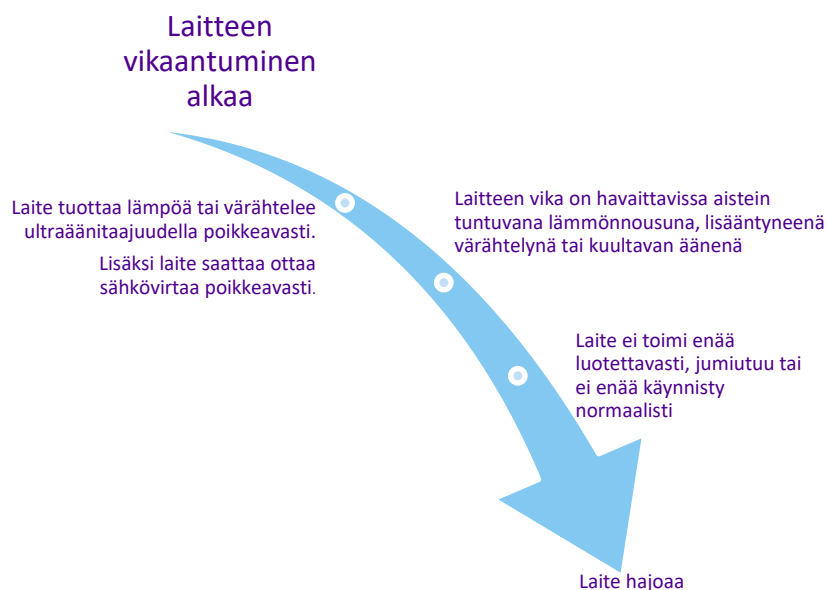 Laitteen
vikaantuminen
alkaa
Laite tuottaa lämpöä tai värähtelee
ultraäänitaajuudella poikkeavasti.
Lisäksi laite saattaa ottaa
sähkövirtaa poikkeavasti.
Laitteen vika on havaittavissa aistein
tuntuvana lämmönnousuna, lisääntyneenä
värähtelynä tai kuultavan äänenä
Laite ei toimi enää
luotettavasti, jumiutuu tai
ei enää käynnisty
normaalisti
Laite hajoaa